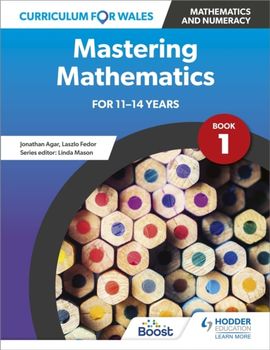 CURRICULUM FOR WALES
MATHEMATICS
AND NUMERACY
Mastering
Mathematics
FOR 11–14 YEARS
Jonathan Agar, Laszlo Fedor
Series editor: Linda Mason
BOOK
1
Boost
HODDER
EDUCATION
LEARN MORE